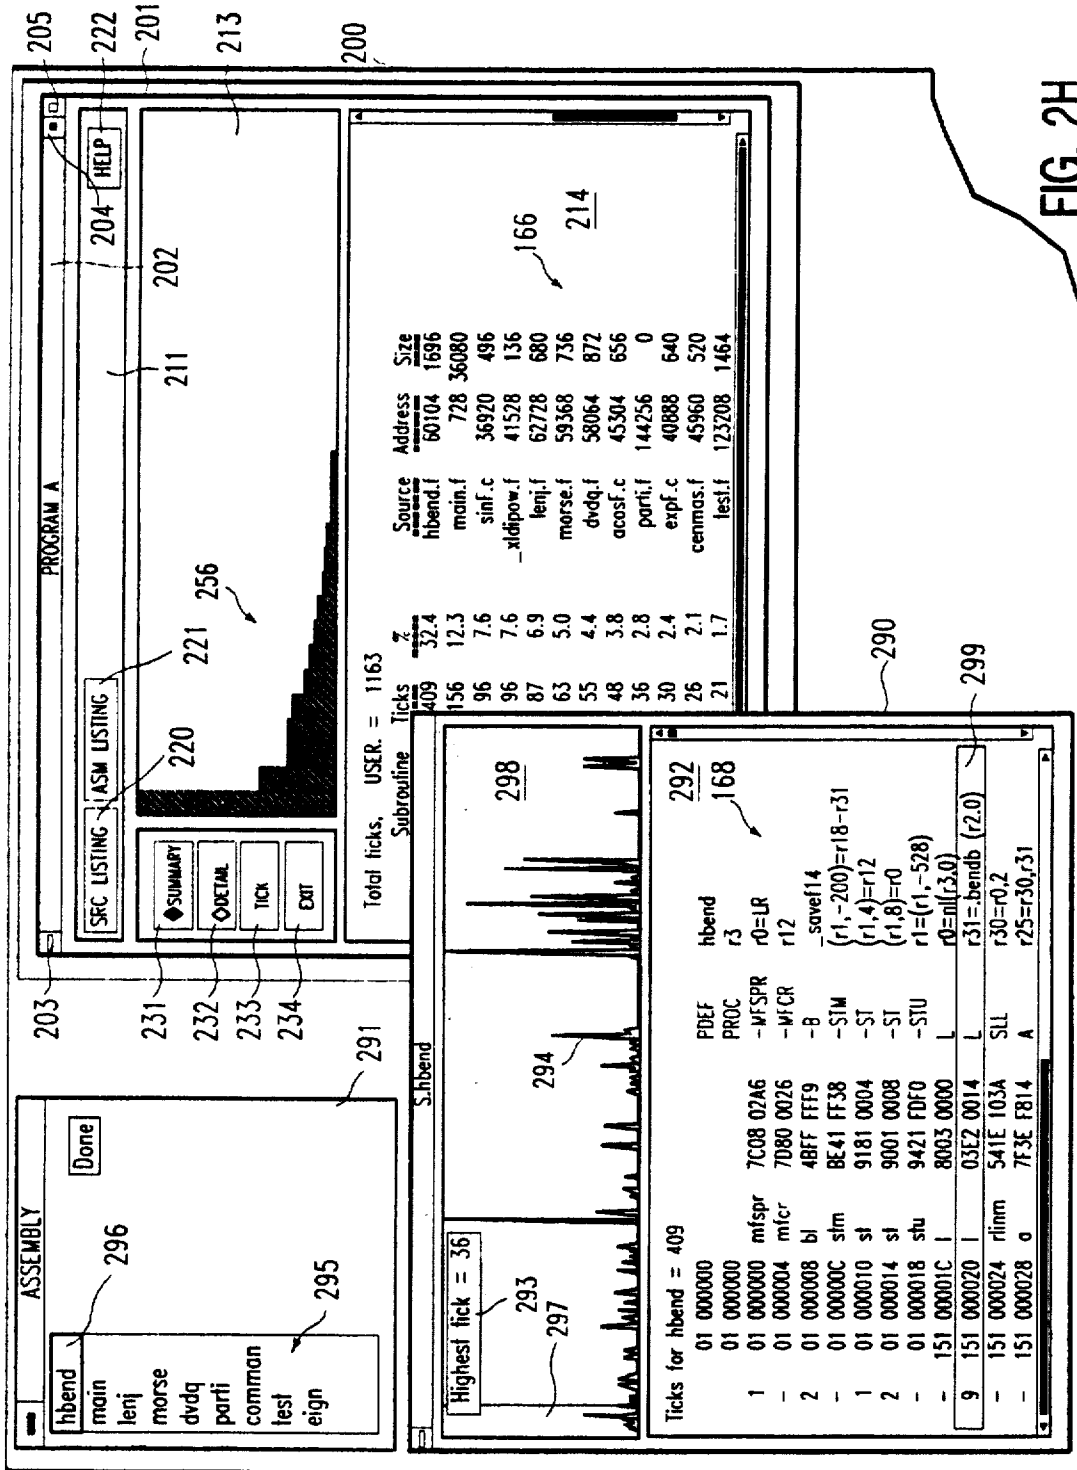 205
222
201
200
213
204
202
211
PROGRAM A
SRC LISTING
ASM LISTING
HELP
220
221
256
203
231
232
233
234
◆SUMMARY
◇DETAIL
TICK
EXIT
166
214
Total ticks, USER. = 1163
Subroutine Ticks % Source Address Size
409 32.4 hbend.f 60104 1696
156 12.3 main.f 728 36080
96 7.6 sinF.c 36920 496
96 7.6 _xldipow.f 41528 136
87 6.9 lenj.f 62728 680
63 5.0 morse.f 59368 736
55 4.4 dvdq.f 58064 872
48 3.8 acosF.c 45304 656
36 2.8 parti.f 144256 0
30 2.4 expF.c 40888 640
26 2.1 cenmas.f 45960 520
21 1.7 test.f 123208 1464
ASSEMBLY
Done
hbend
main
lenj
morse
dvdq
parti
comman
test
eign
296
295
291
S.hbend
Highest tick = 36
293
297
294
298
290
292
168
299
Ticks for hbend = 409
01 000000 PDEF hbend
01 000000 PROC r3
1 01 000000 mfspr 7C08 02A6 -MFSPR r0=LR
- 01 000004 mfcr 7D80 0026 -MFCR r12
2 01 000008 bl 4BFF FFF9 -B _savef14
- 01 00000C stm BE41 FF38 -STM (r1,-200)=r18-r31
1 01 000010 st 9181 0004 -ST (r1,4)=r12
2 01 000014 st 9001 0008 -ST (r1,8)=r0
- 01 000018 stu 9421 FDF0 -STU r1=(r1,-528)
- 151 00001C l 8003 0000 L r0=nl(r3,0)
9 151 000020 l 03E2 0014 L r31=.bendb (r2.0)
- 151 000024 rlinm 541E 103A SLL r30=r0,2
- 151 000028 a 7F3E F814 A r25=r30,r31
FIG. 2H